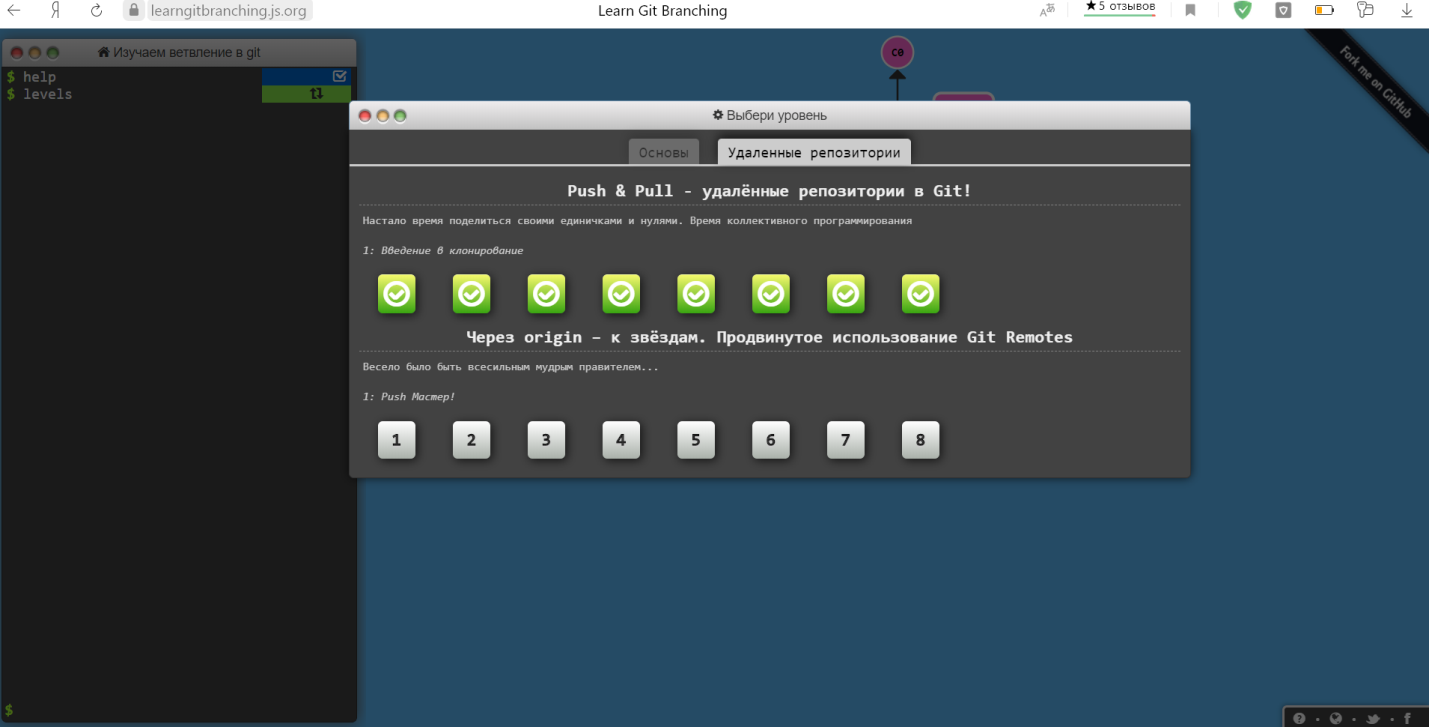 learngitbranching.js.org
Learn Git Branching
★5 отзывов
Изучаем ветвление в git
$ help
$ levels
c0
Fork me on GitHub
Выбери уровень
Основы
Удаленные репозитории
Push & Pull - удалённые репозитории в Git!
Настало время поделиться своими единичками и нулями. Время коллективного программирования
1: Введение в клонирование
Через origin – к звёздам. Продвинутое использование Git Remotes
Весело было быть всесильным мудрым правителем...
1: Push Мастер!
1 2 3 4 5 6 7 8
$